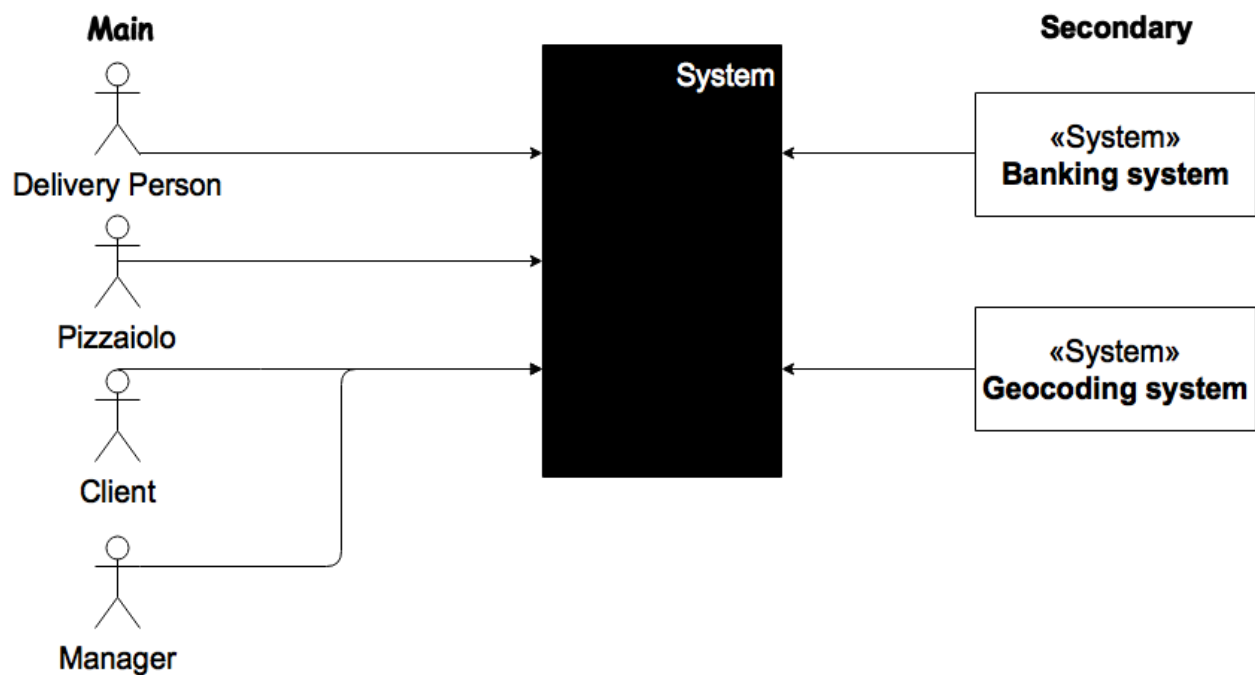 Main
Secondary
System
Delivery Person
«System»
Banking system
Pizzaiolo
«System»
Geocoding system
Client
Manager